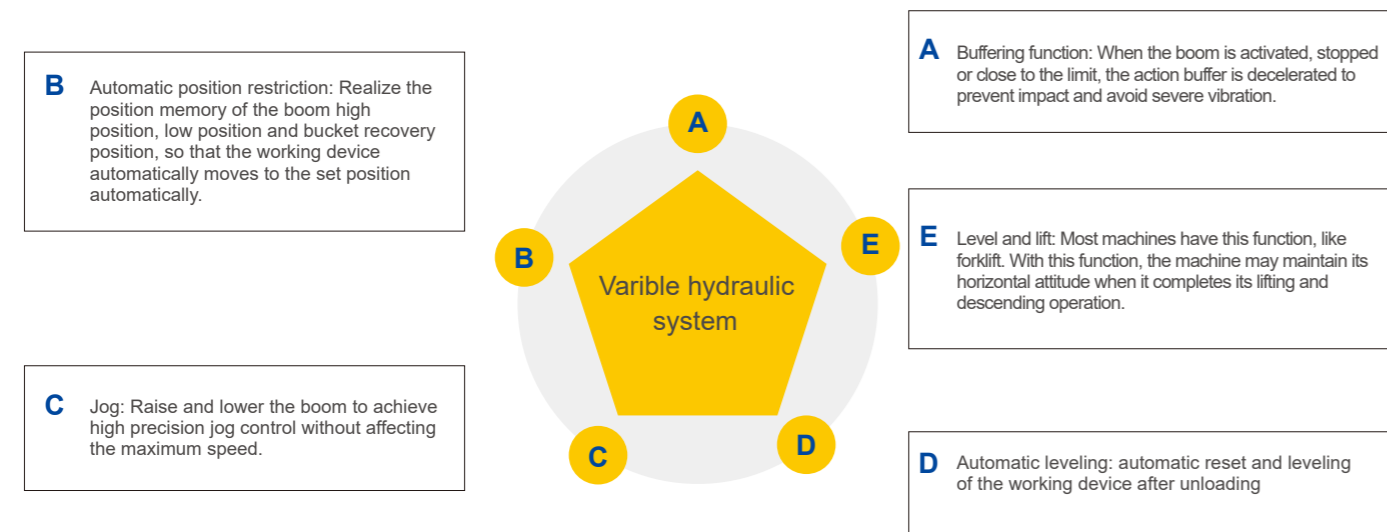 A
Buffering function: When the boom is activated, stopped
or close to the limit, the action buffer is decelerated to
prevent impact and avoid severe vibration.
B
Automatic position restriction: Realize the
position memory of the boom high
position, low position and bucket recovery
position, so that the working device
automatically moves to the set position
automatically.
A
B
E
Varible hydraulic
system
C
D
E
Level and lift: Most machines have this function, like
forklift. With this function, the machine may maintain its
horizontal attitude when it completes its lifting and
descending operation.
C
Jog: Raise and lower the boom to achieve
high precision jog control without affecting
the maximum speed.
D
Automatic leveling: automatic reset and leveling
of the working device after unloading